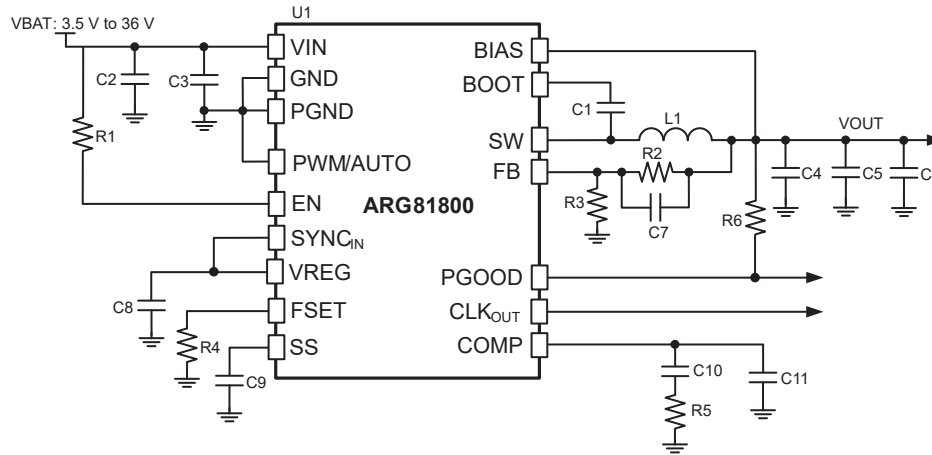 U1
VBAT: 3.5 V to 36 V
VIN
GND
PGND
PWM/AUTO
EN
SYNCIN
VREG
FSET
SS
ARG81800
BIAS
BOOT
SW
FB
PGOOD
CLKOUT
COMP
C2
C3
R1
C8
R4
C9
C1
L1
VOUT
R2
R3
C7
C4
C5
C
R6
C10
C11
R5